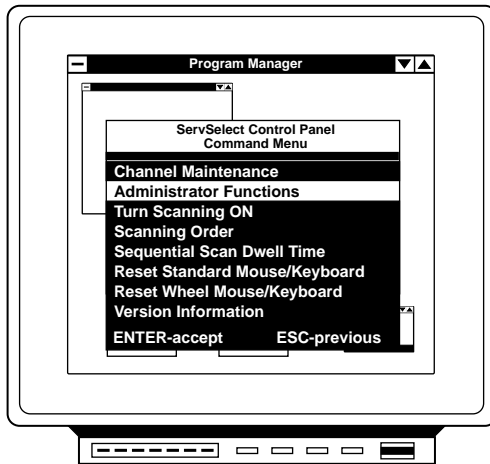 Program Manager
ServSelect Control Panel
Command Menu
Channel Maintenance
Administrator Functions
Turn Scanning ON
Scanning Order
Sequential Scan Dwell Time
Reset Standard Mouse/Keyboard
Reset Wheel Mouse/Keyboard
Version Information
ENTER-accept ESC-previous